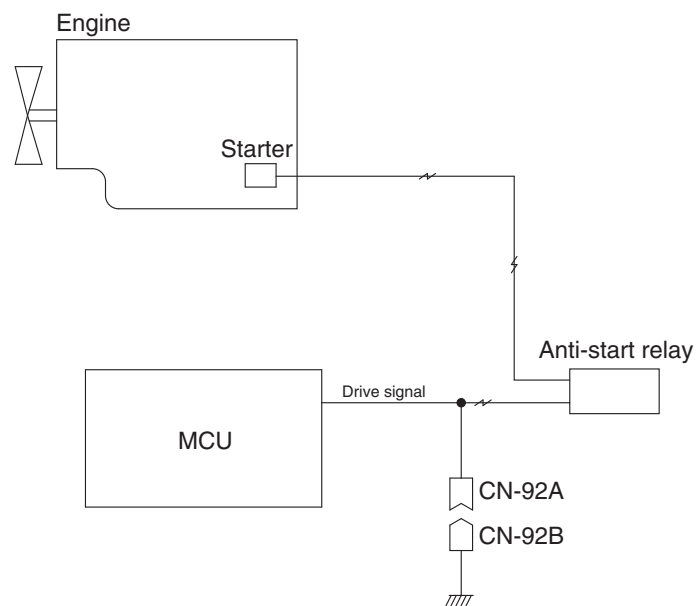 Engine
Starter
Anti-start relay
Drive signal
MCU
CN-92A
CN-92B